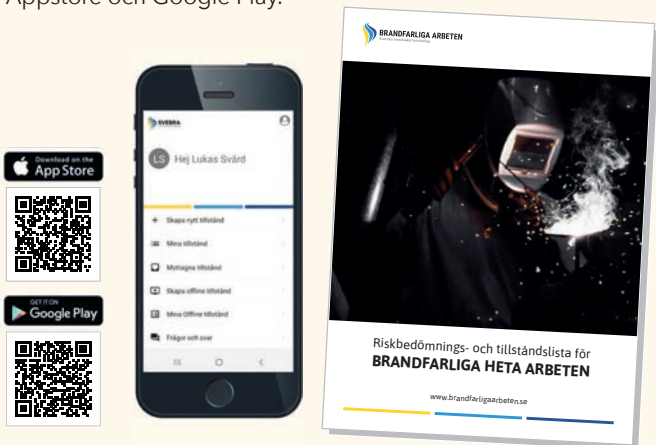 Appstore och Google Play.
Download on the
App Store
GET IT ON
Google Play
SVEBRA
LS Hej Lukas Svärd
+ Skapa nytt tillstånd
Mina tillstånd
Mottagna tillstånd
Skapa offline tillstånd
Mina Offline tillstånd
Frågor och svar
BRANDFARLIGA ARBETEN
Riskbedömnings- och tillståndslista för
BRANDFARLIGA HETA ARBETEN
www.brandfarligaarbeten.se